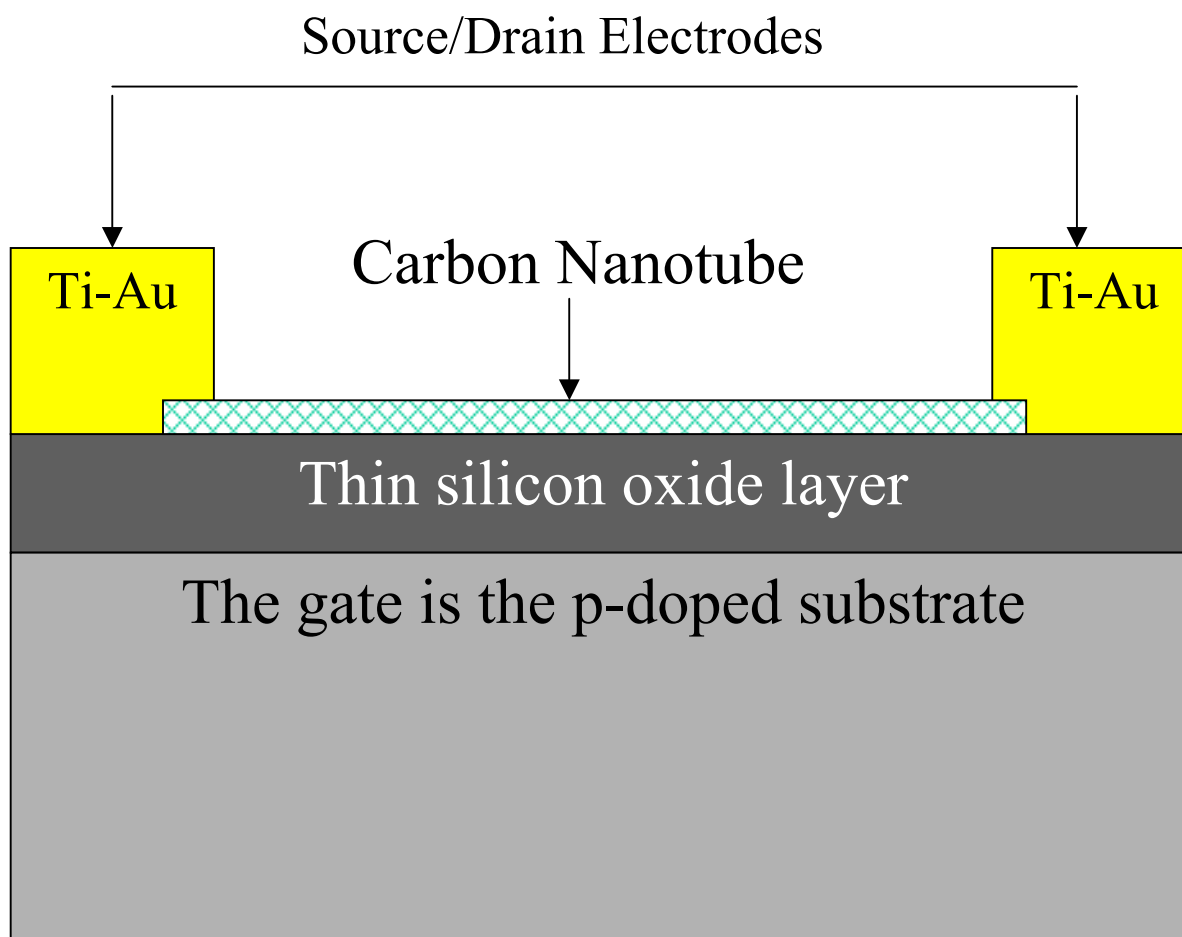 Source/Drain Electrodes
Carbon Nanotube
Ti-Au
Ti-Au
Thin silicon oxide layer
The gate is the p-doped substrate